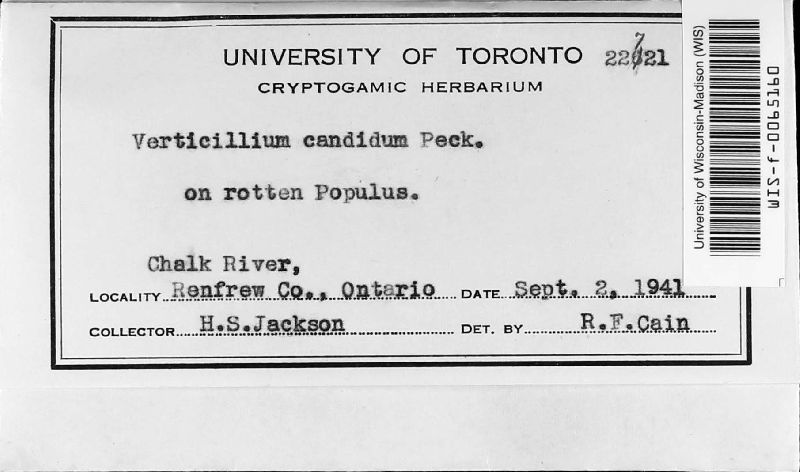 UNIVERSITY OF TORONTO 22721
CRYPTOGAMIC HERBARIUM
Verticillium candidum Peck.
on rotten Populus.
Chalk River,
LOCALITY Renfrew Co., Ontario DATE Sept. 2, 1941
COLLECTOR H.S.Jackson DET. BY R.F.Cain
University of Wisconsin-Madison (WIS)
WIS-f-0065160